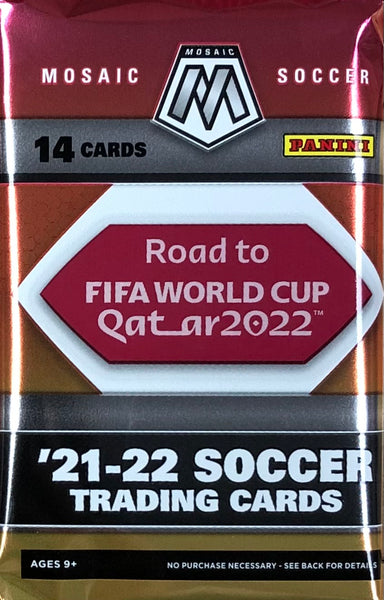 MOSAIC
MOSAIC SOCCER
14 CARDS
PANINI
Road to
FIFA WORLD CUP
Qatar2022™
'21-22 SOCCER
TRADING CARDS
AGES 9+
NO PURCHASE NECESSARY - SEE BACK FOR DETAILS